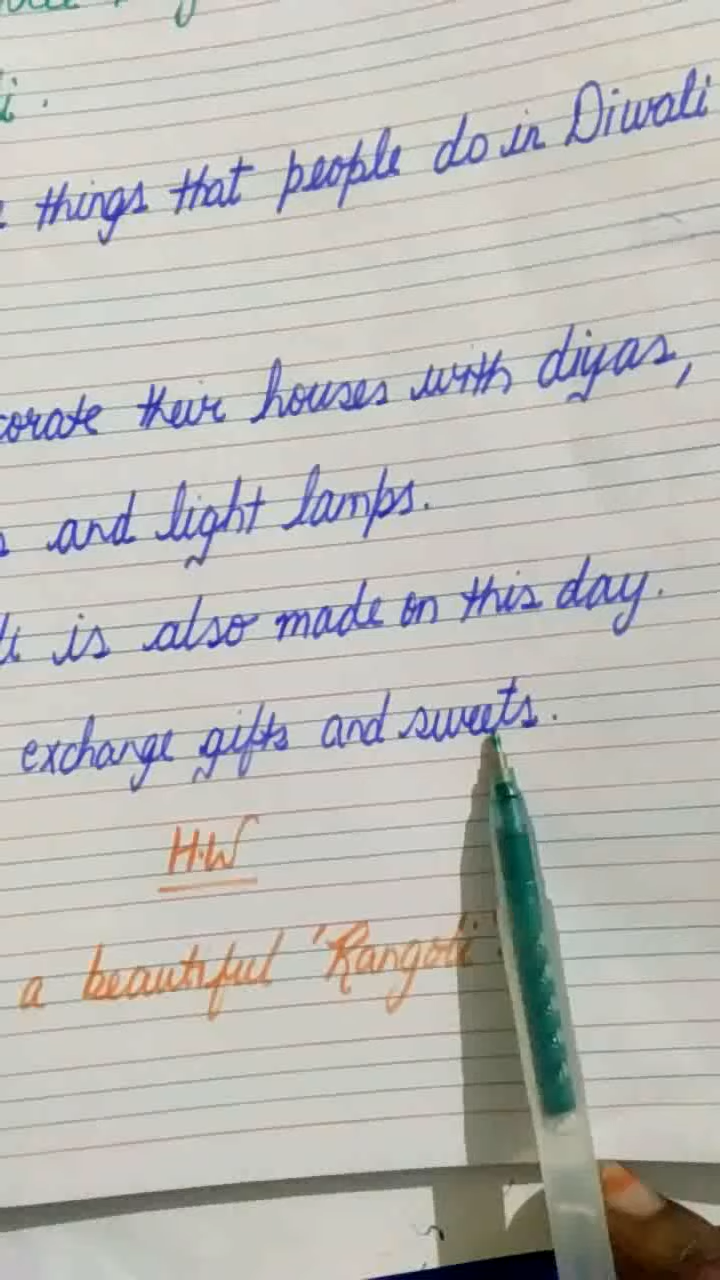 things that people do in Diwali
corate their houses with diyas,
and light lamps.
is also made on this day.
exchange gifts and sweets.
H.W
a beautiful 'Rangoli'.